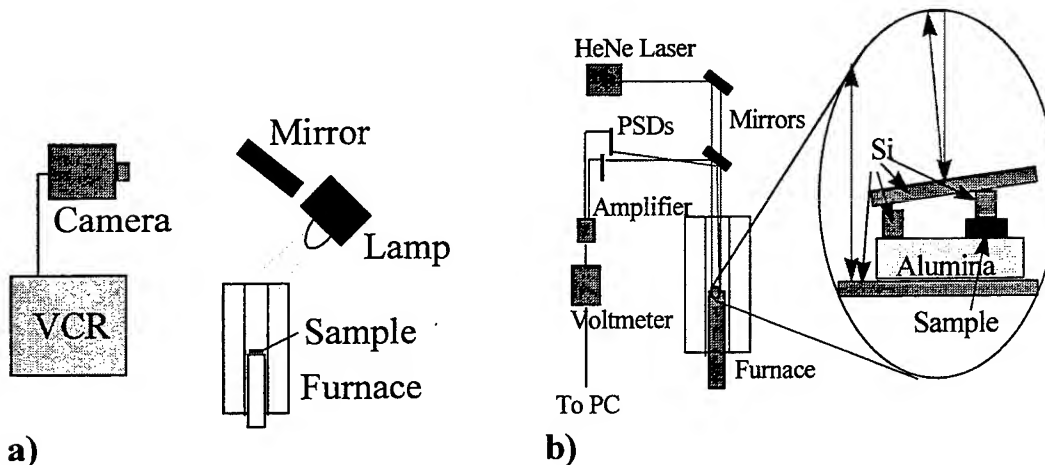 Mirror
Camera
Lamp
VCR
Sample
Furnace
a)
HeNe Laser
PSDs
Mirrors
Amplifier
Voltmeter
Furnace
To PC
Si
Alumina
Sample
b)